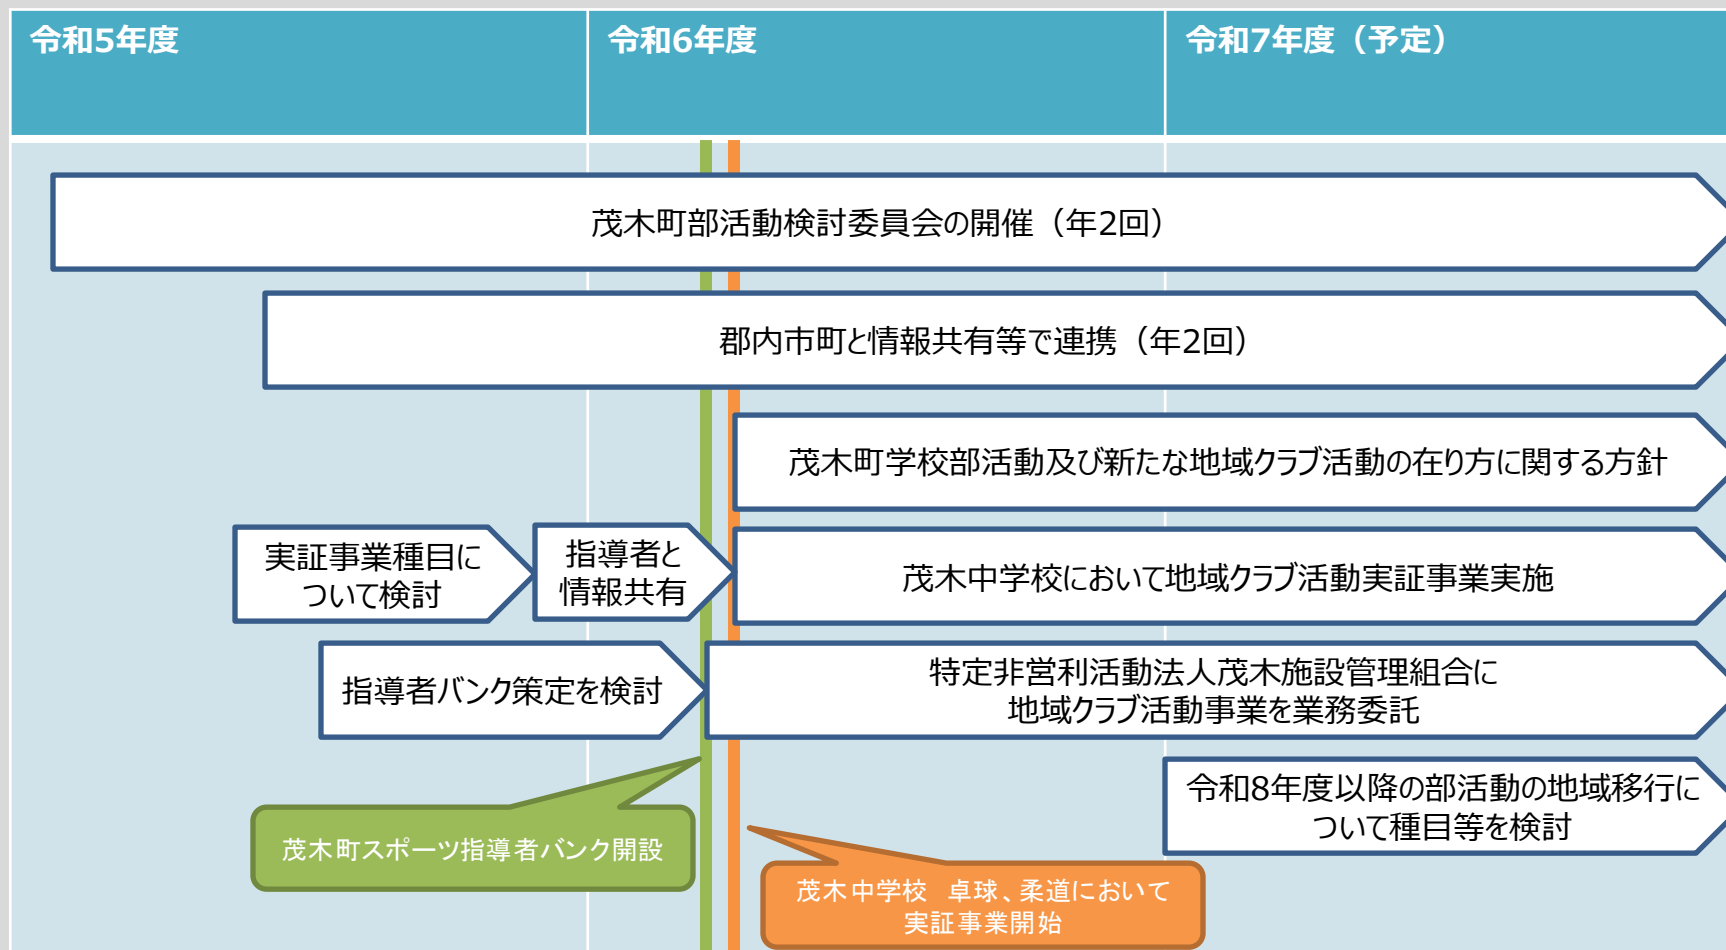 令和5年度
令和6年度
令和7年度（予定）
茂木町部活動検討委員会の開催（年2回）
郡内市町と情報共有等で連携（年2回）
茂木町学校部活動及び新たな地域クラブ活動の在り方に関する方針
実証事業種目に
ついて検討
指導者と
情報共有
茂木中学校において地域クラブ活動実証事業実施
指導者バンク策定を検討
特定非営利活動法人茂木施設管理組合に
地域クラブ活動事業を業務委託
令和8年度以降の部活動の地域移行に
ついて種目等を検討
茂木町スポーツ指導者バンク開設
茂木中学校　卓球、柔道において
実証事業開始